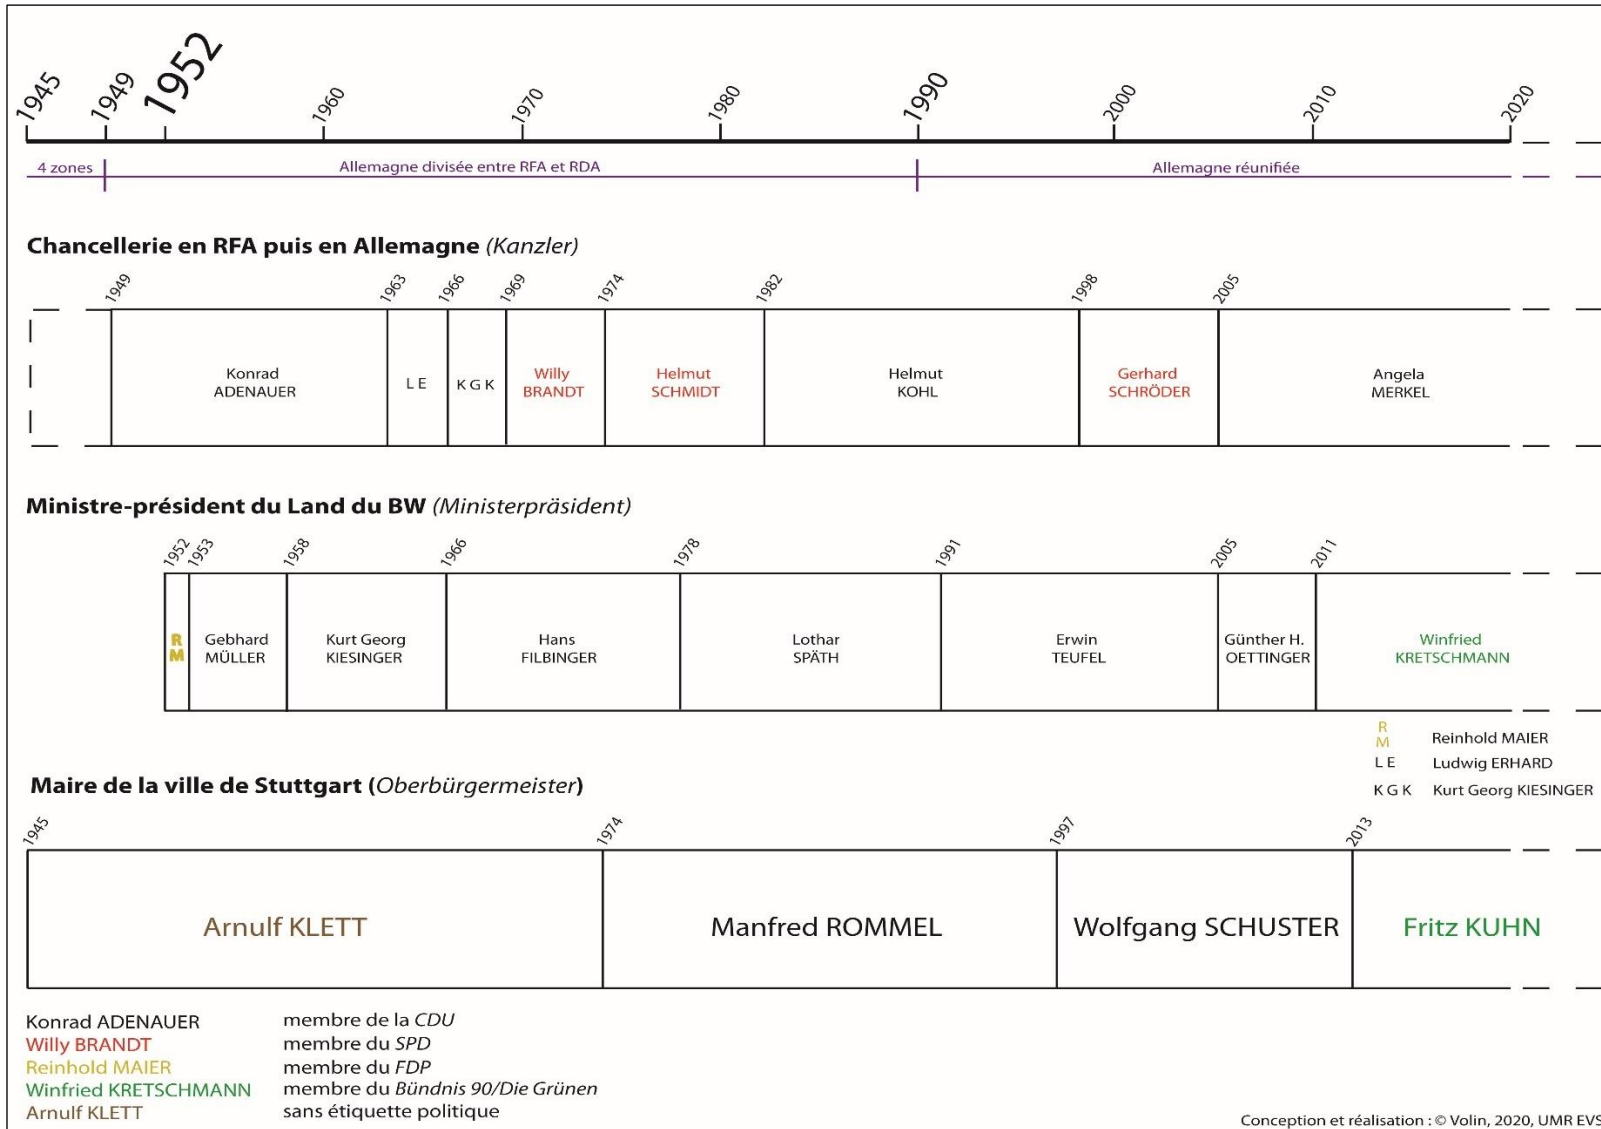 1945
1949
1952
1960
1970
1980
1990
2000
2010
2020
4 zones
Allemagne divisée entre RFA et RDA
Allemagne réunifiée
Chancellerie en RFA puis en Allemagne (Kanzler)
1949
1963
1966
1969
1974
1982
1998
2005
Konrad
ADENAUER
L E
K G K
Willy
BRANDT
Helmut
SCHMIDT
Helmut
KOHL
Gerhard
SCHRÖDER
Angela
MERKEL
Ministre-président du Land du BW (Ministerpräsident)
1952
1953
1958
1966
1978
1991
2005
2011
R
M
Gebhard
MÜLLER
Kurt Georg
KIESINGER
Hans
FILBINGER
Lothar
SPÄTH
Erwin
TEUFEL
Günther H.
OETTINGER
Winfried
KRETSCHMANN
R
M
Reinhold MAIER
L E Ludwig ERHARD
K G K Kurt Georg KIESINGER
Maire de la ville de Stuttgart (Oberbürgermeister)
1945
1974
1997
2013
Arnulf KLETT
Manfred ROMMEL
Wolfgang SCHUSTER
Fritz KUHN
Konrad ADENAUER membre de la CDU
Willy BRANDT membre du SPD
Reinhold MAIER membre du FDP
Winfried KRETSCHMANN membre du Bündnis 90/Die Grünen
Arnulf KLETT sans étiquette politique
Conception et réalisation : © Volin, 2020, UMR EVS